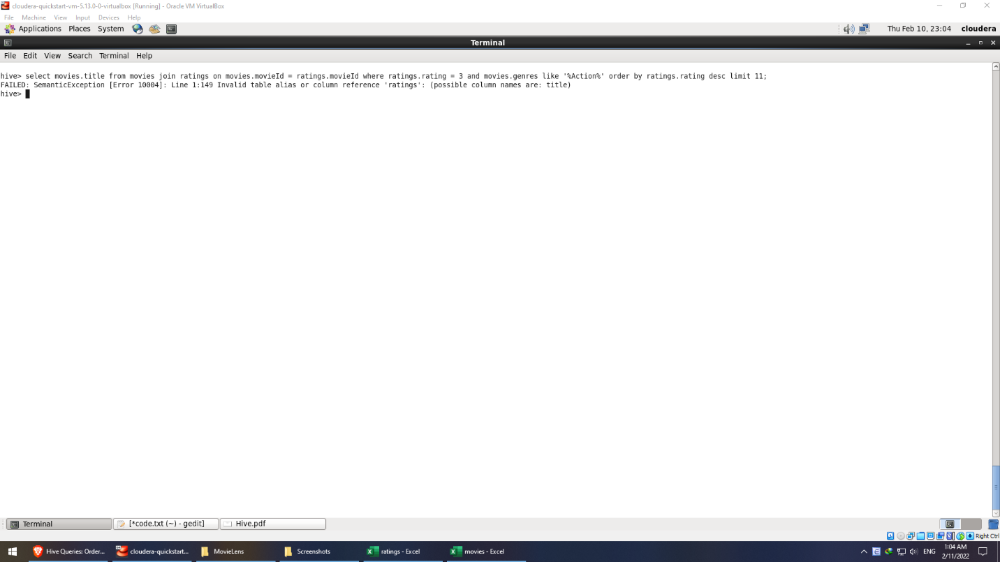 cloudera-quickstart-vm-5.13.0-0-virtualbox [Running] - Oracle VM VirtualBox
File Machine View Input Devices Help
Applications Places System Thu Feb 10, 23:04 cloudera
Terminal
File Edit View Search Terminal Help
hive> select movies.title from movies join ratings on movies.movieId = ratings.movieId where ratings.rating = 3 and movies.genres like '%Action%' order by ratings.rating desc limit 11;
FAILED: SemanticException [Error 10004]: Line 1:149 Invalid table alias or column reference 'ratings': (possible column names are: title)
hive>
Terminal [*code.txt (~) - gedit] Hive.pdf
Right Ctrl
Hive Queries: Order... cloudera-quickstart... MovieLens Screenshots ratings - Excel movies - Excel ENG 1:04 AM
2/11/2022